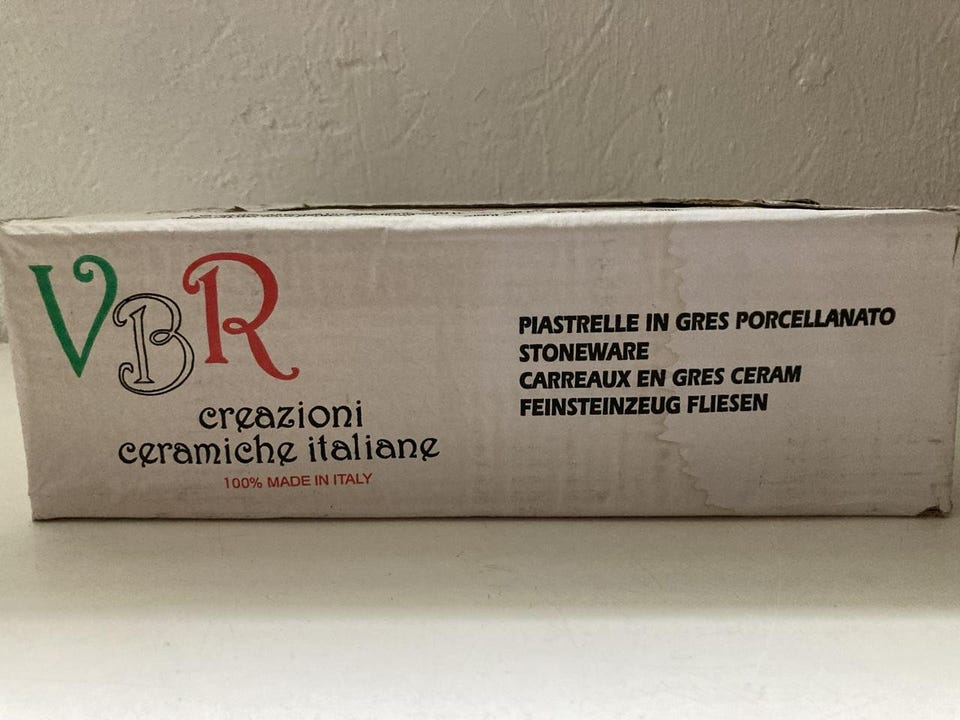 VBR
creazioni
ceramiche italiane
100% MADE IN ITALY
PIASTRELLE IN GRES PORCELLANATO
STONEWARE
CARREAUX EN GRES CERAM
FEINSTEINZEUG FLIESEN